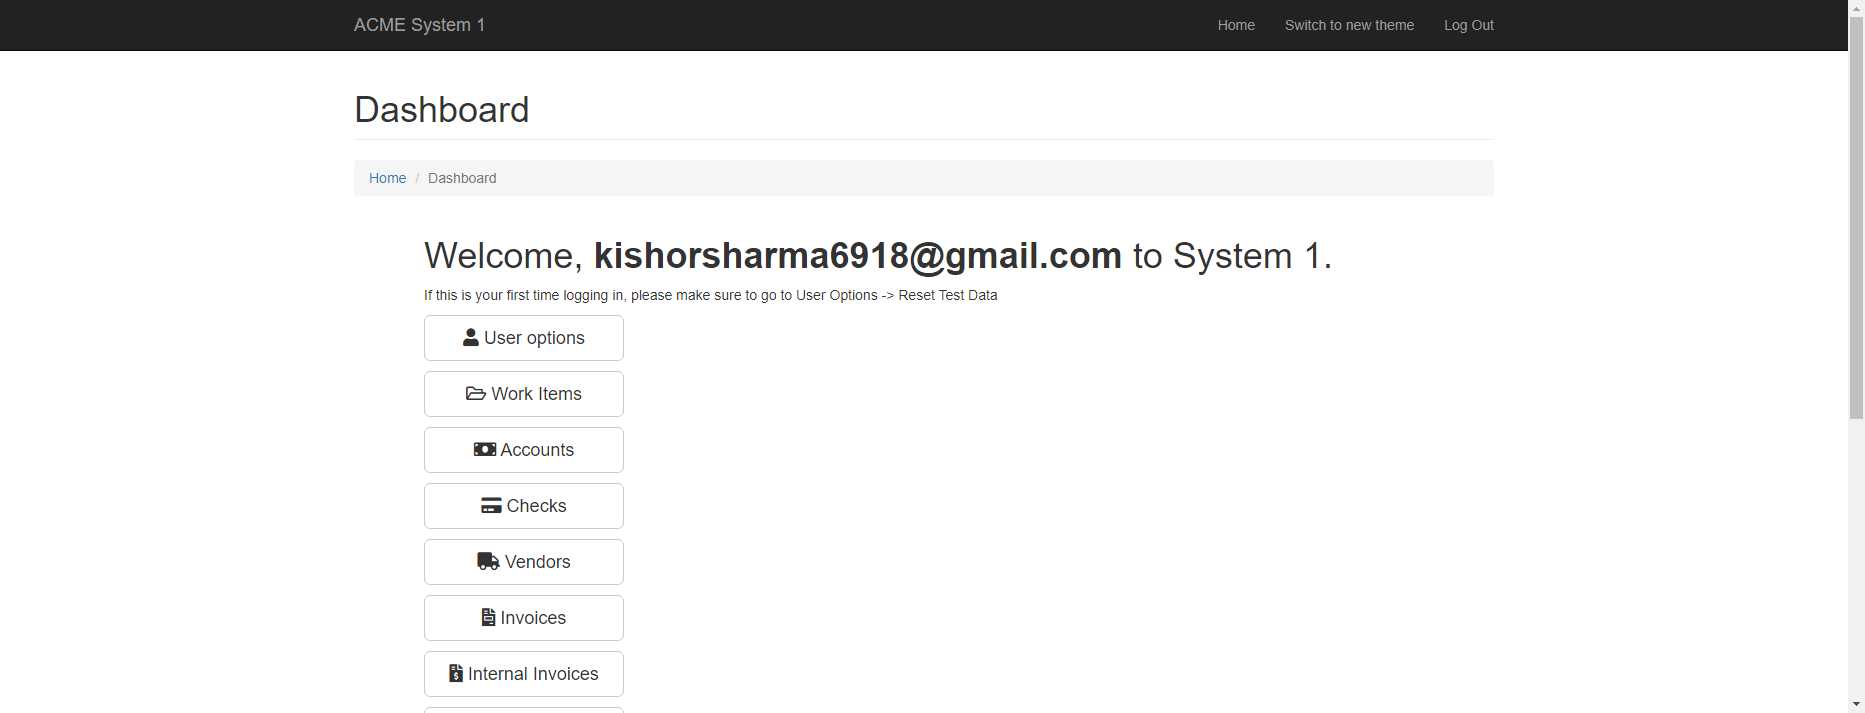 ACME System 1
Home
Switch to new theme
Log Out
Dashboard
Home / Dashboard
Welcome, kishorsharma6918@gmail.com to System 1.
If this is your first time logging in, please make sure to go to User Options -> Reset Test Data
User options
Work Items
Accounts
Checks
Vendors
Invoices
Internal Invoices